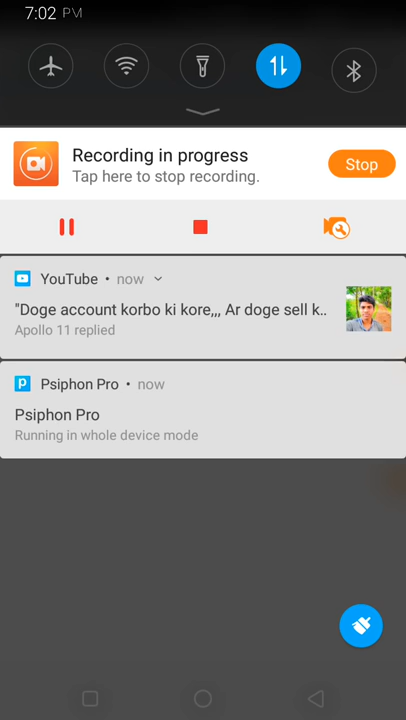 7:02 PM
Recording in progress
Stop
Tap here to stop recording.
YouTube • now
"Doge account korbo ki kore,,, Ar doge sell k..
Apollo 11 replied
Psiphon Pro • now
Psiphon Pro
Running in whole device mode